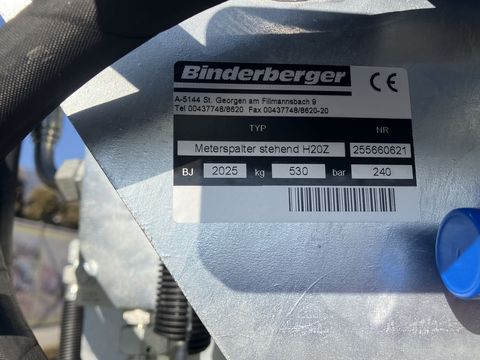 Binderberger CE
A-5144 St. Georgen am Fillmannsbach 9
Tel 00437748/8620 Fax 00437748/8620-20
TYP NR
Meterspalter stehend H20Z 255660621
BJ 2025 kg 530 bar 240